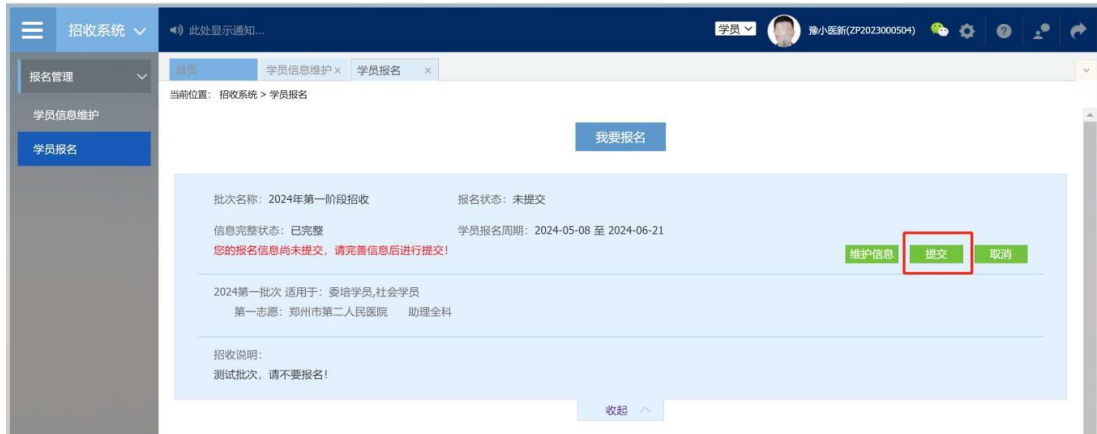 招收系统
此处显示通知...
学员
豫小医新(ZP2023000504)
报名管理
首页
学员信息维护 ×
学员报名 ×
当前位置: 招收系统 > 学员报名
学员信息维护
学员报名
我要报名
批次名称: 2024年第一阶段招收
报名状态: 未提交
信息完整状态: 已完整
学员报名周期: 2024-05-08 至 2024-06-21
您的报名信息尚未提交, 请完善信息后进行提交!
维护信息
提交
取消
2024第一批次 适用于: 委培学员,社会学员
第一志愿: 郑州市第二人民医院 助理全科
招收说明:
测试批次, 请不要报名!
收起